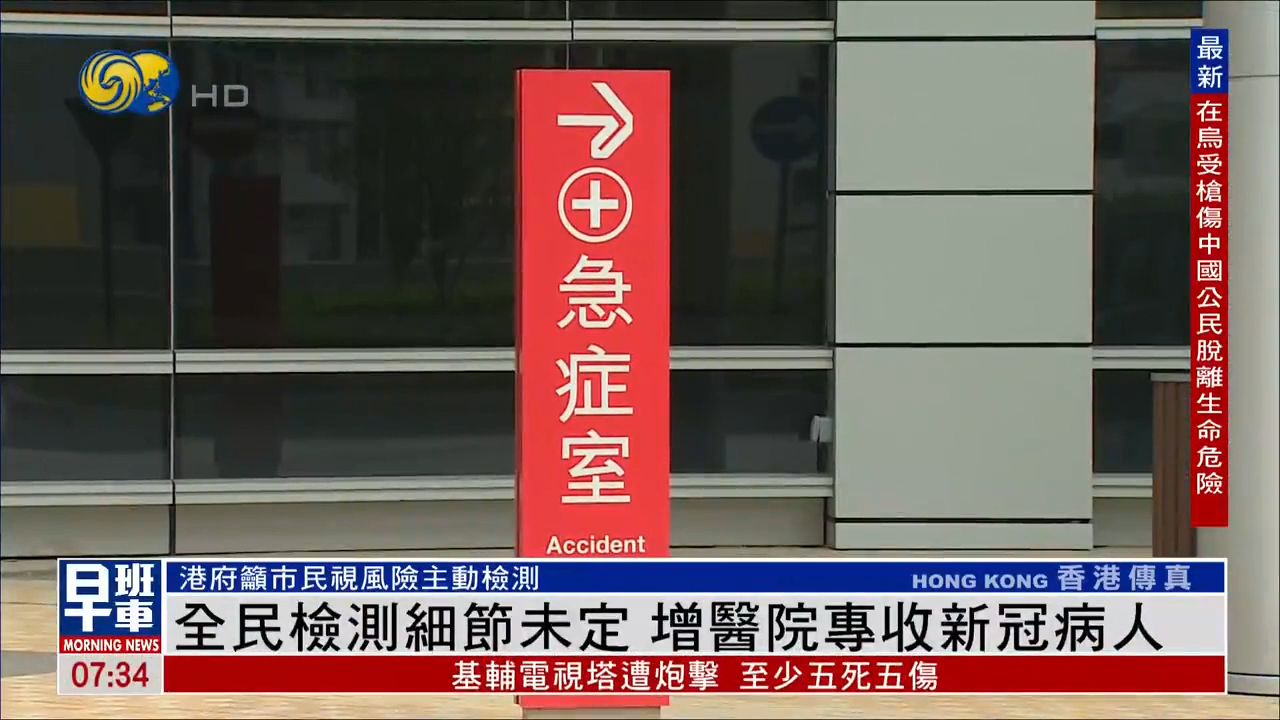 HD
急症室
Accident
最新 在烏受槍傷中國公民脫離生命危險
早班車
MORNING NEWS
07:34
港府籲市民視風險主動檢測
HONG KONG 香港傳真
全民檢測細節未定 增醫院專收新冠病人
基輔電視塔遭炮擊 至少五死五傷